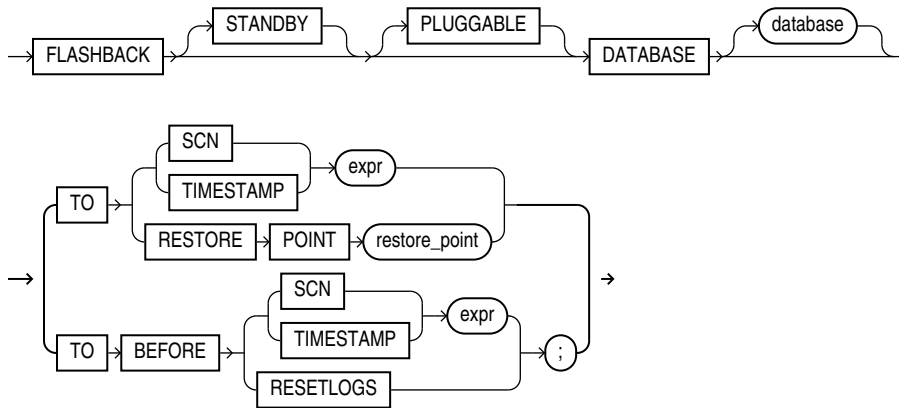 STANDBY PLUGGABLE database
FLASHBACK DATABASE
SCN
expr
TIMESTAMP
TO
RESTORE POINT restore_point
SCN
expr
TIMESTAMP
TO BEFORE ;
RESETLOGS